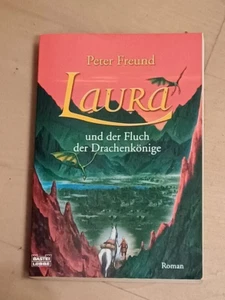 Peter Freund
LAURA
und der Fluch
der Drachenkönige
Roman
BASTEI
LÜBBE